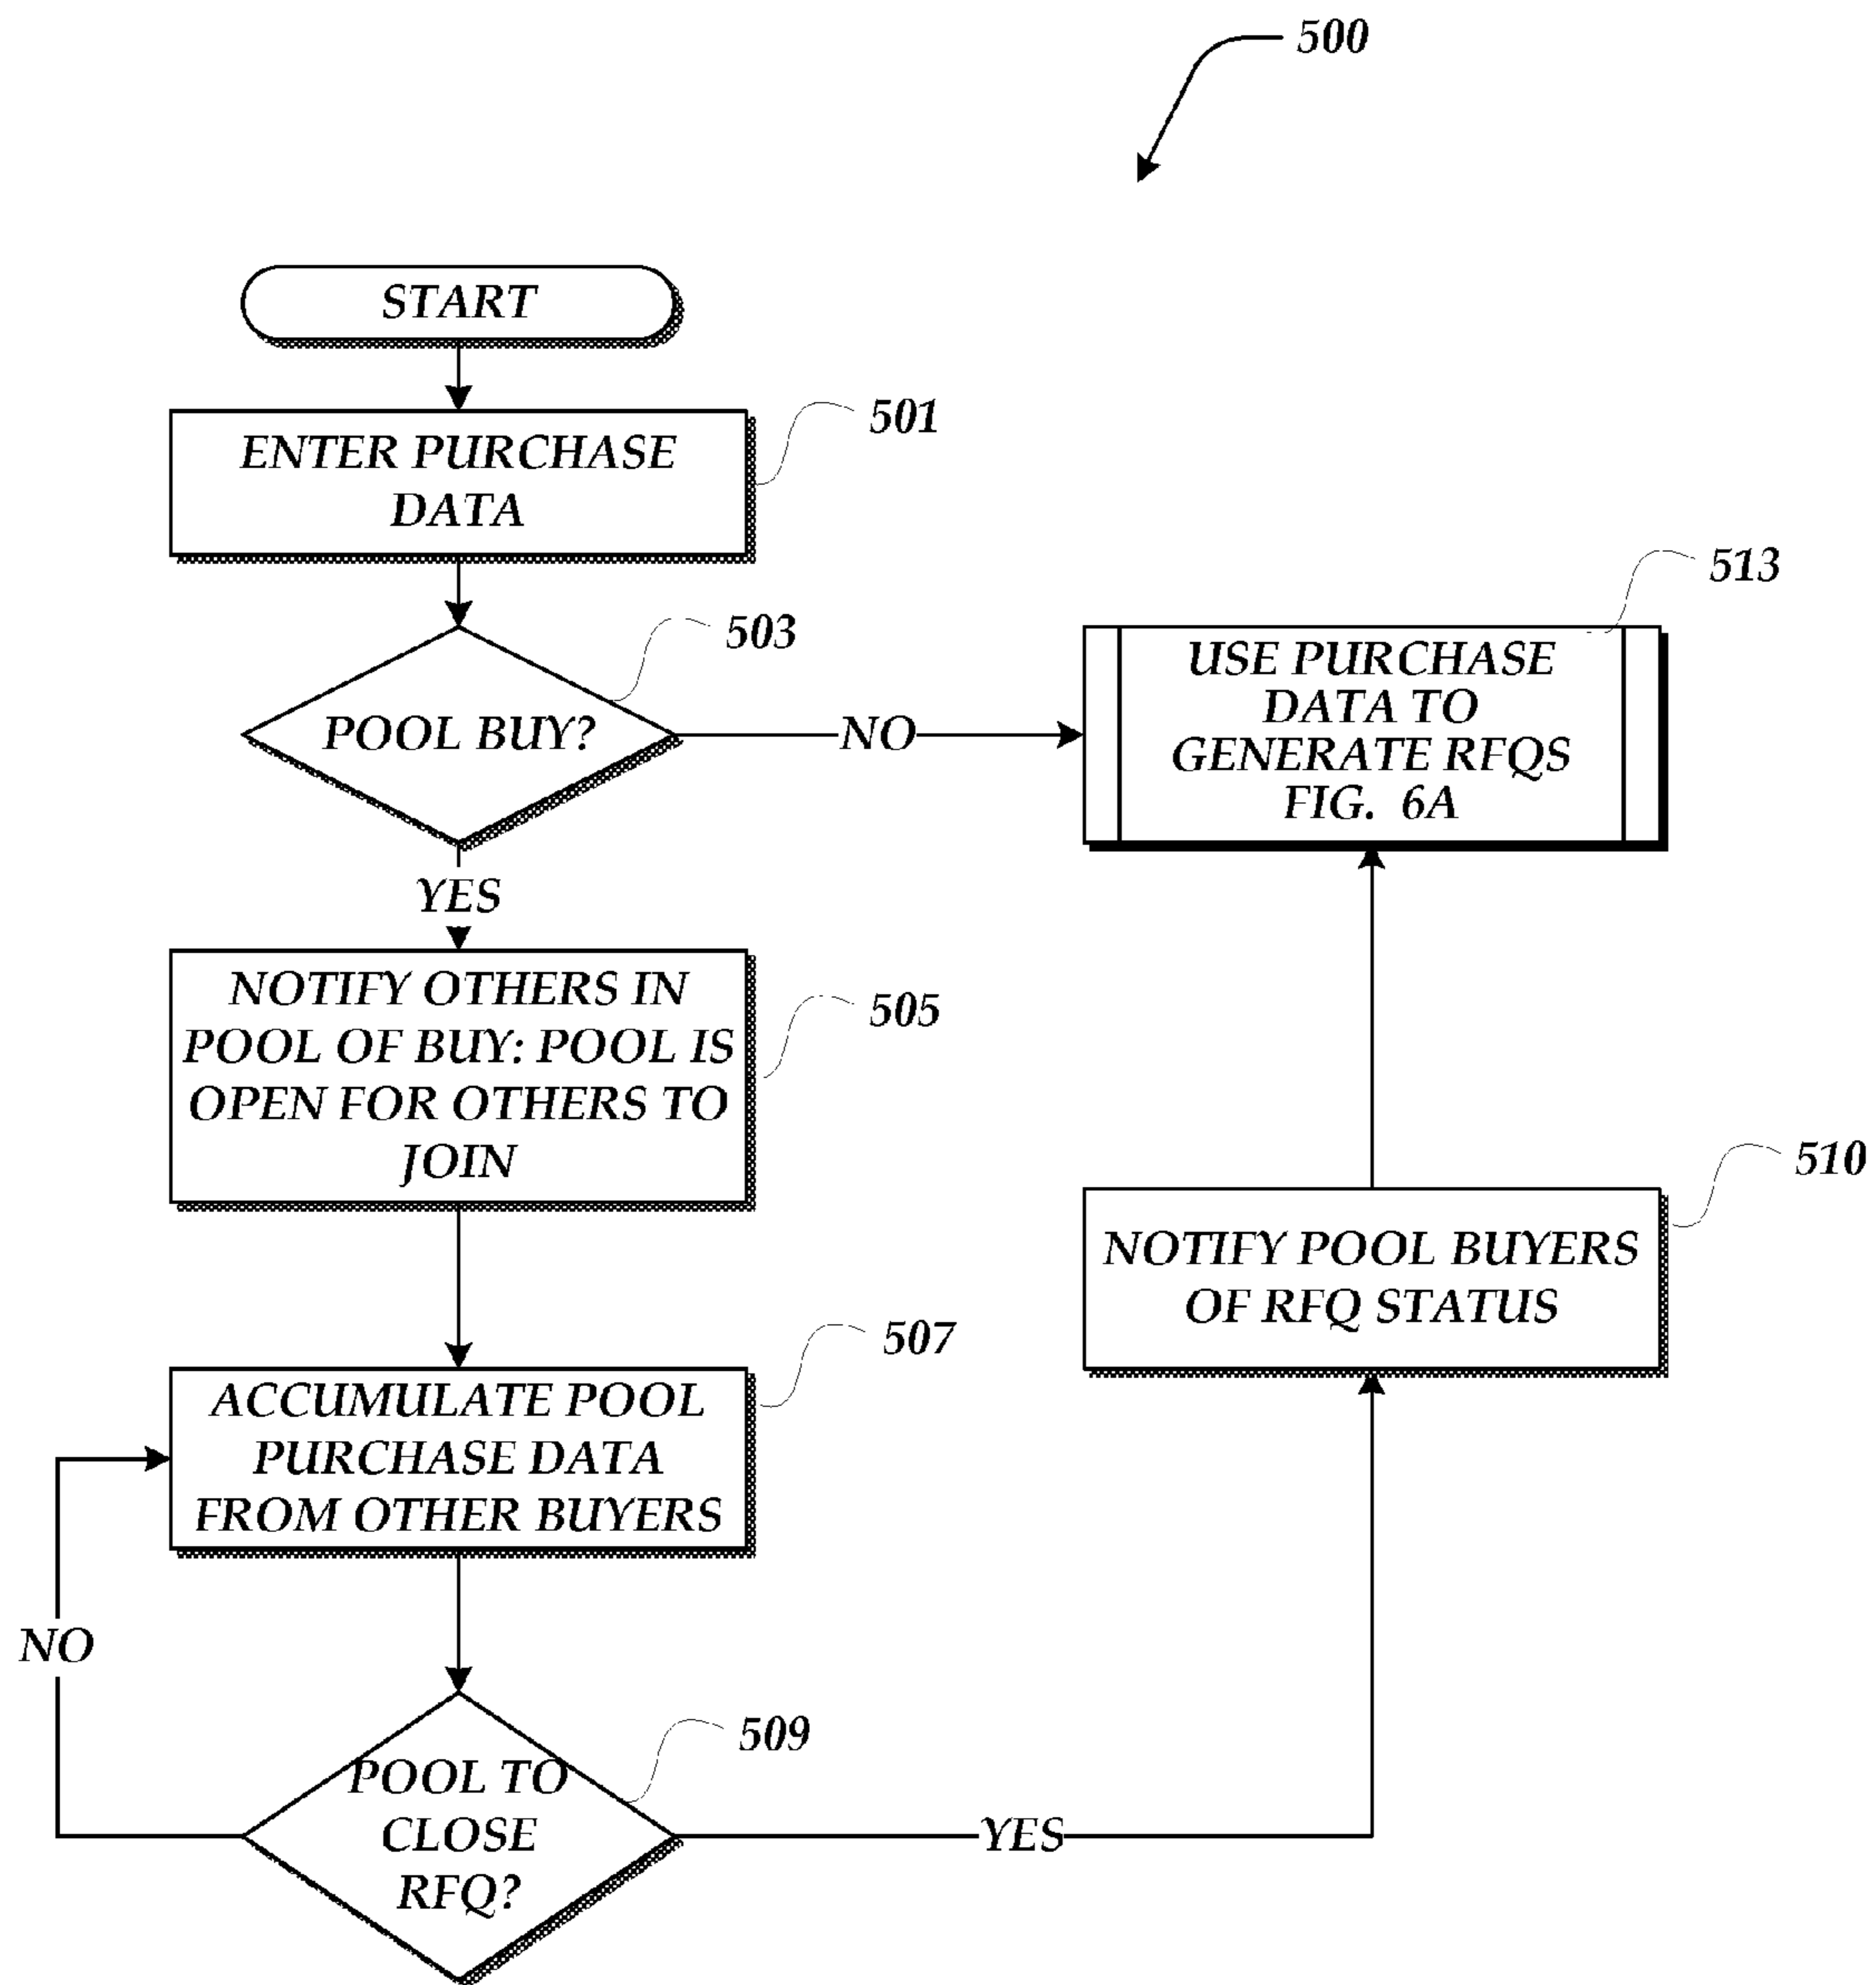 500
START
501
ENTER PURCHASE
DATA
503
POOL BUY?
NO
513
USE PURCHASE
DATA TO
GENERATE RFQS
FIG. 6A
YES
505
NOTIFY OTHERS IN
POOL OF BUY: POOL IS
OPEN FOR OTHERS TO
JOIN
510
NOTIFY POOL BUYERS
OF RFQ STATUS
507
ACCUMULATE POOL
PURCHASE DATA
FROM OTHER BUYERS
NO
509
POOL TO
CLOSE
RFQ?
YES